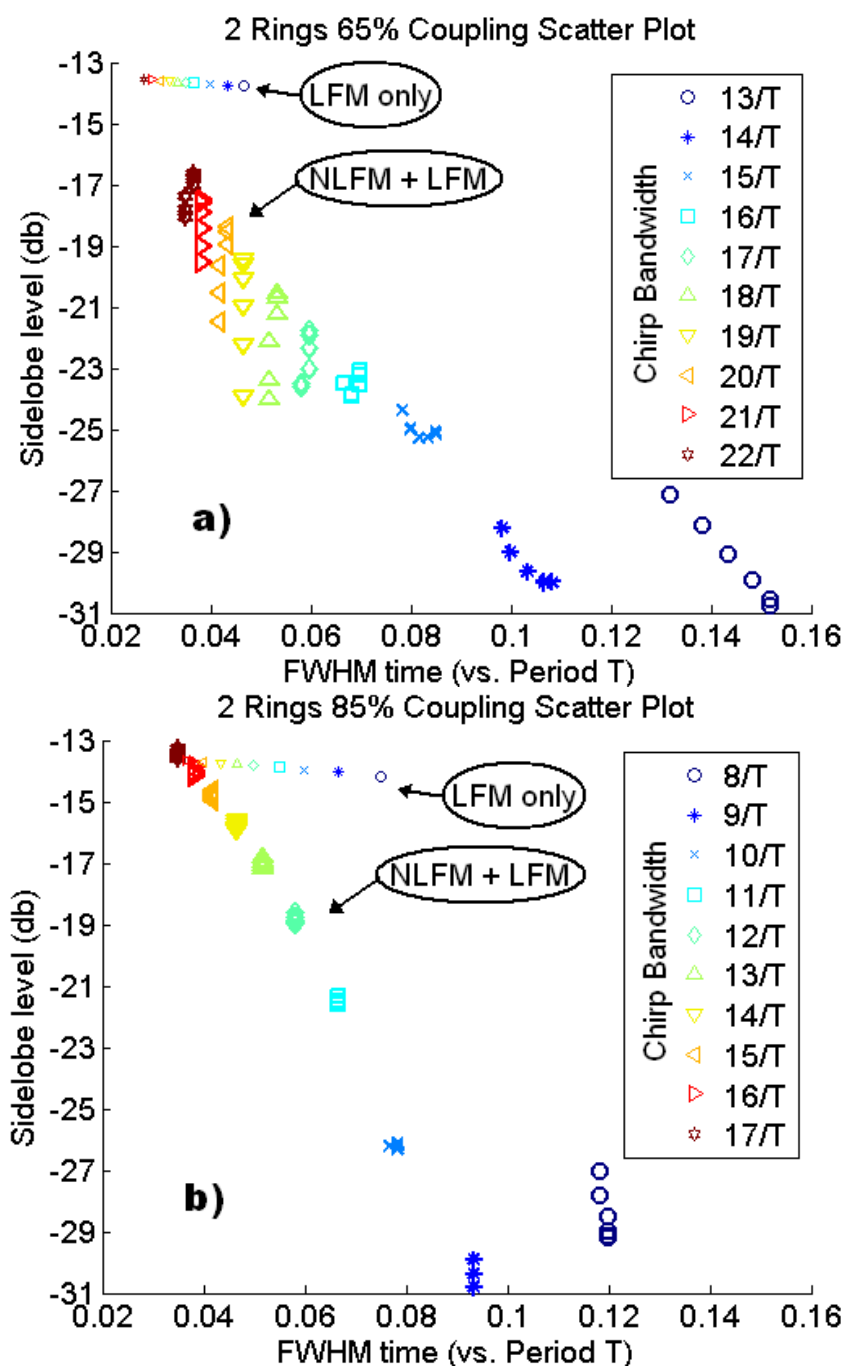 2 Rings 65% Coupling Scatter Plot
-13
-15
-17
-19
-21
-23
-25
-27
-29
-31
Sidelobe level (db)
LFM only
NLFM + LFM
Chirp Bandwidth
13/T
14/T
15/T
16/T
17/T
18/T
19/T
20/T
21/T
22/T
a)
0.02 0.04 0.06 0.08 0.1 0.12 0.14 0.16
FWHM time (vs. Period T)
2 Rings 85% Coupling Scatter Plot
-13
-15
-17
-19
-21
-23
-25
-27
-29
-31
Sidelobe level (db)
LFM only
NLFM + LFM
Chirp Bandwidth
8/T
9/T
10/T
11/T
12/T
13/T
14/T
15/T
16/T
17/T
b)
0.02 0.04 0.06 0.08 0.1 0.12 0.14 0.16
FWHM time (vs. Period T)